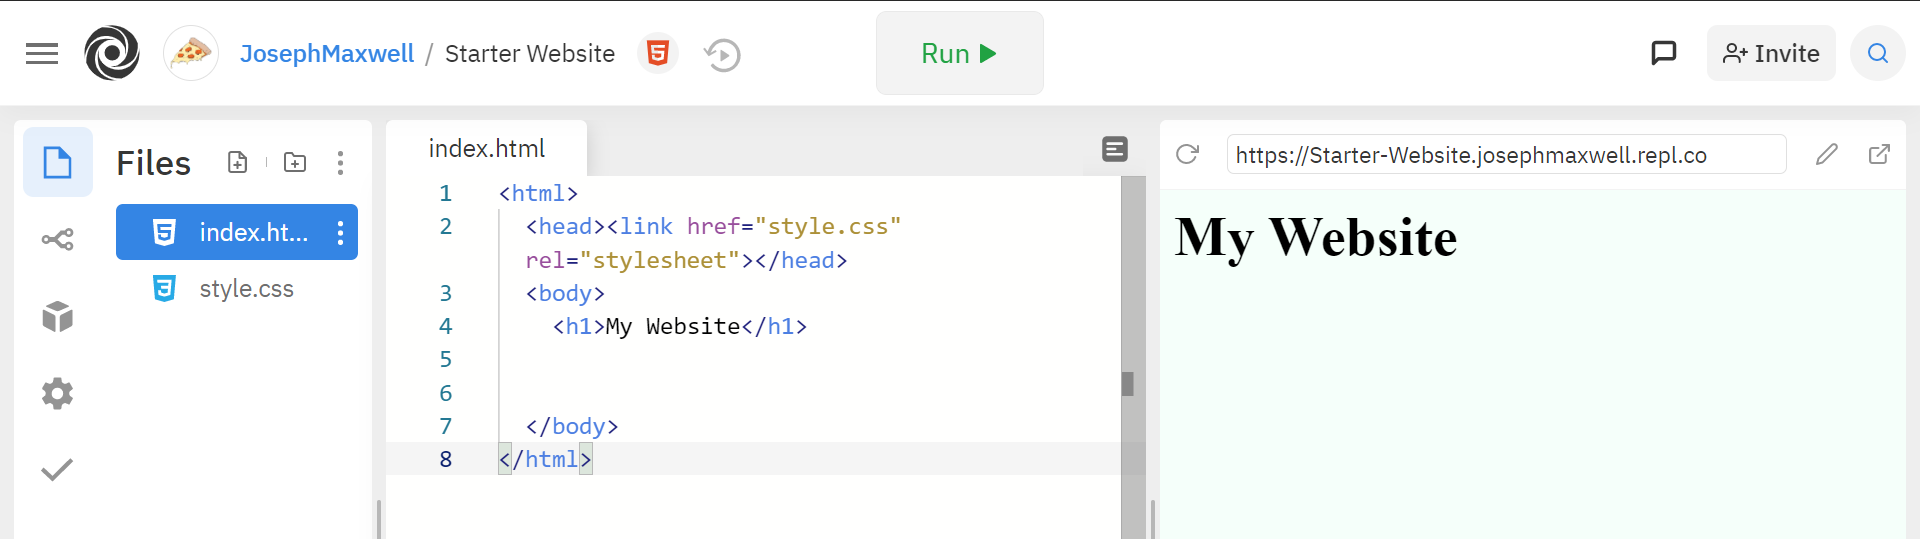 JosephMaxwell / Starter Website
Run
Invite
Files
index.ht...
style.css
index.html
1 <html>
2 <head><link href="style.css"
rel="stylesheet"></head>
3 <body>
4 <h1>My Website</h1>
5
6
7 </body>
8 </html>
https://Starter-Website.josephmaxwell.repl.co
My Website